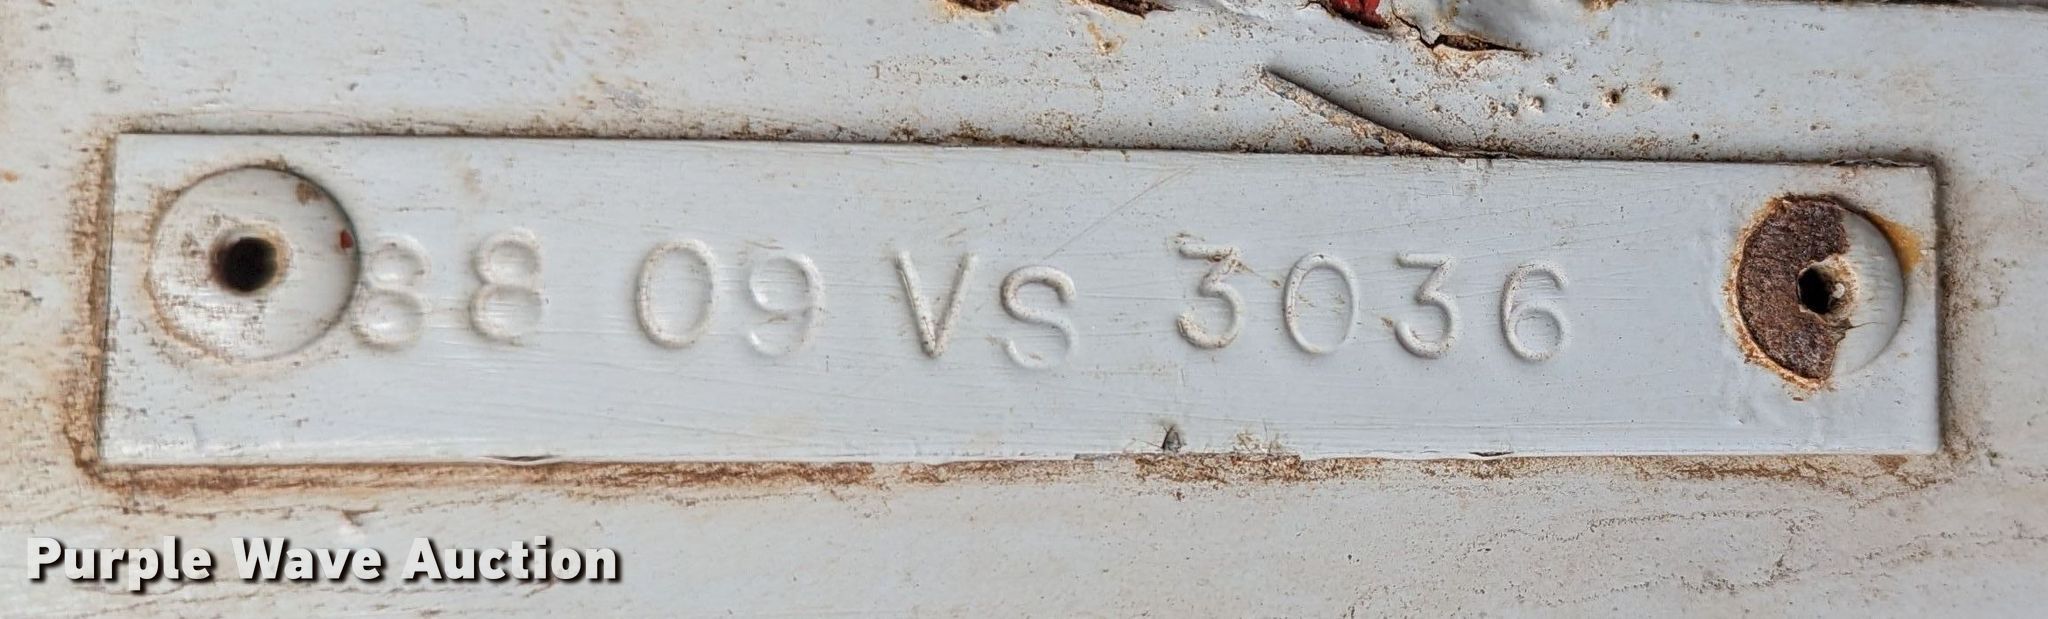 88 09 VS 3036
Purple Wave Auction